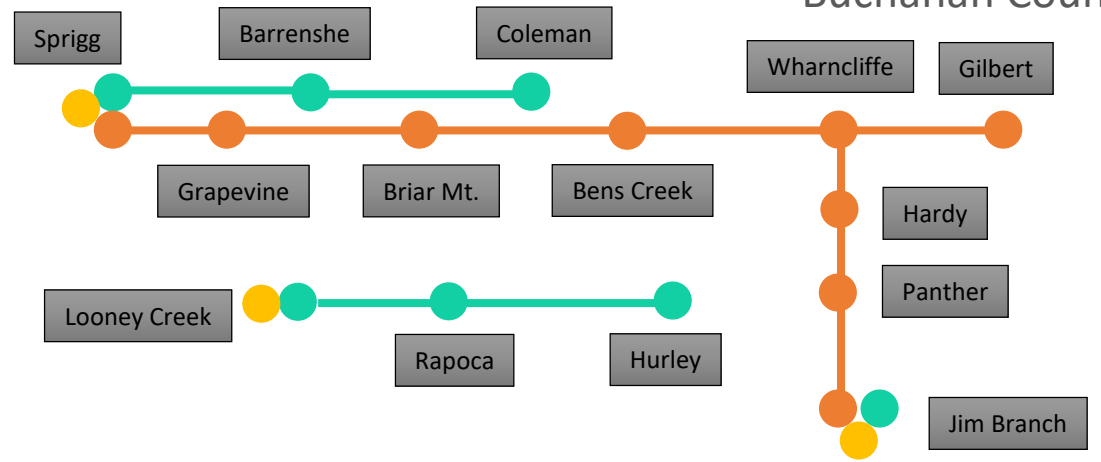 Sprigg
Barrenshe
Coleman
Wharncliffe
Gilbert
Grapevine
Briar Mt.
Bens Creek
Hardy
Panther
Looney Creek
Rapoca
Hurley
Jim Branch